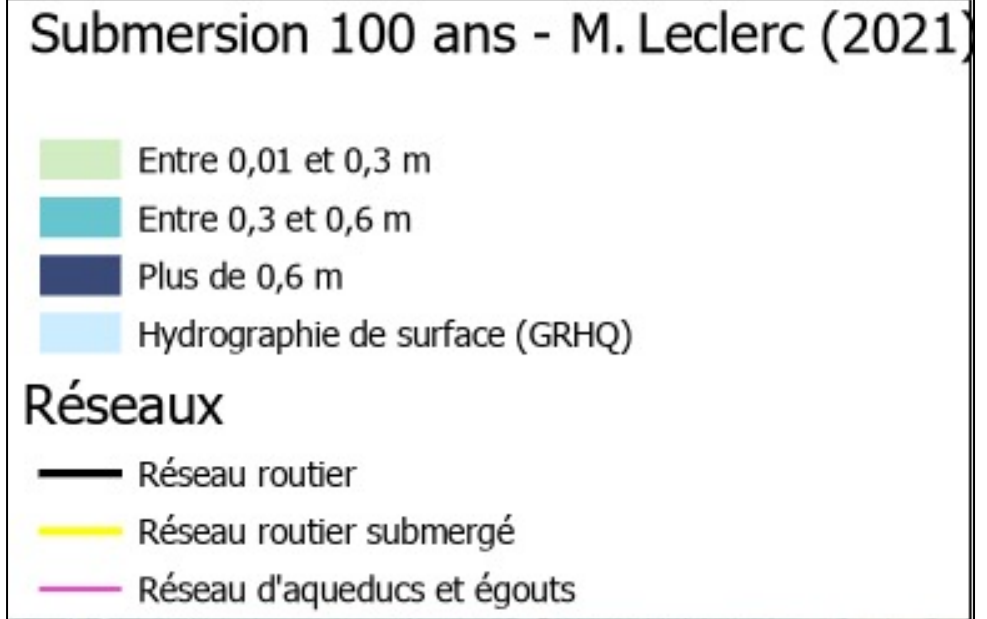 Submersion 100 ans - M. Leclerc (2021)
Entre 0,01 et 0,3 m
Entre 0,3 et 0,6 m
Plus de 0,6 m
Hydrographie de surface (GRHQ)
Réseaux
Réseau routier
Réseau routier submergé
Réseau d'aqueducs et égouts